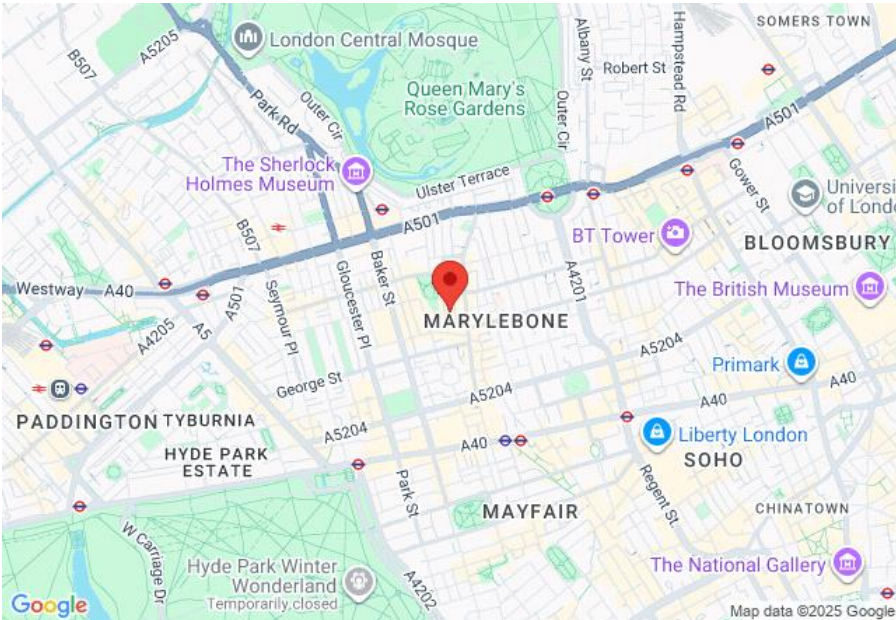 SOMERS TOWN
A5205
B507
London Central Mosque
Albany St
Hampstead Rd
Robert St
Queen Mary's
Rose Gardens
Outer Cir
Outer Cir
Park Rd
A501
The Sherlock
Holmes Museum
Ulster Terrace
Gower St
Universi
of Londo
A501
B507
BT Tower
BLOOMSBURY
Westway
A40
A501
Seymour Pl
Gloucester Pl
Baker St
A4201
The British Museum
A4205
A5
MARYLEBONE
A5204
Primark
George St
A5204
A40
PADDINGTON
TYBURNIA
A5204
A40
A40
Liberty London
HYDE PARK
ESTATE
SOHO
Park St
Regent St
MAYFAIR
CHINATOWN
W Carriage Dr
Hyde Park Winter
Wonderland
Temporarily closed
A4202
The National Gallery
Google
Map data ©2025 Google